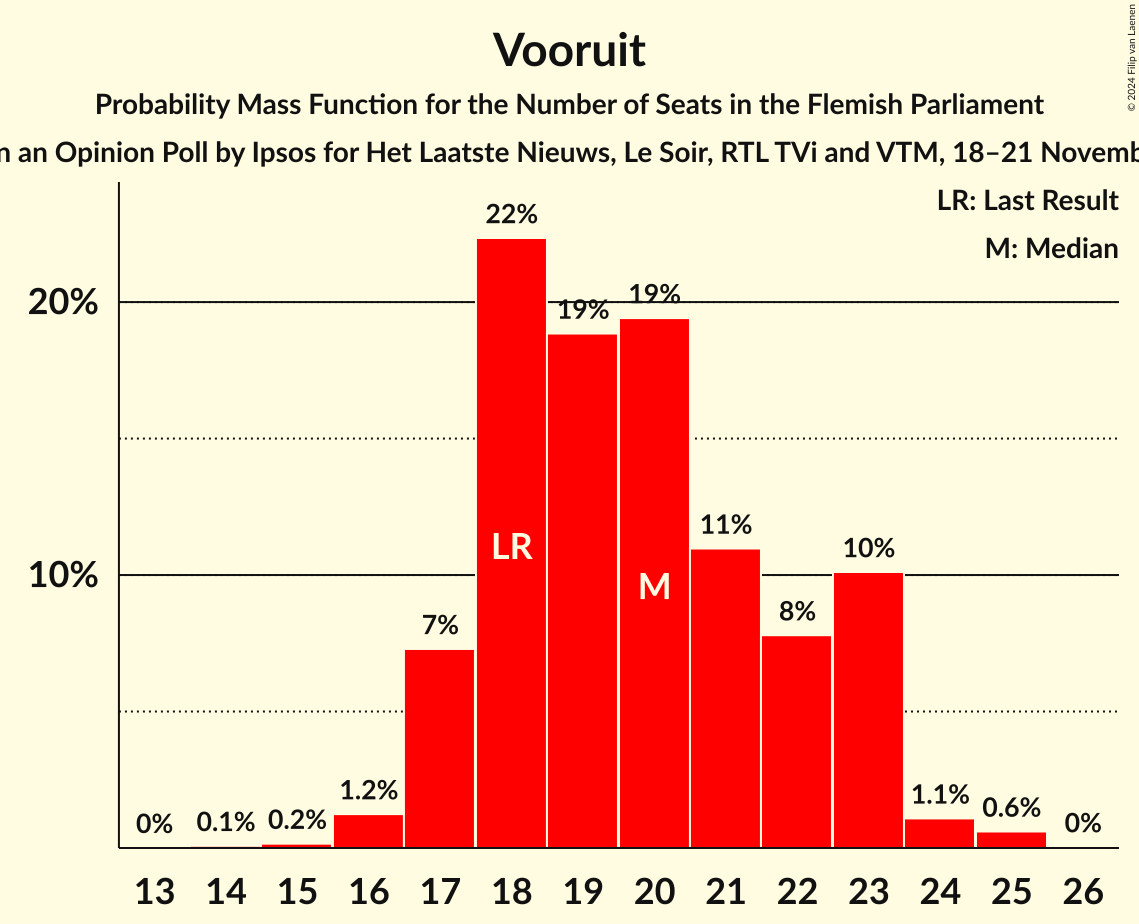 Vooruit
Probability Mass Function for the Number of Seats in the Flemish Parliament
an Opinion Poll by Ipsos for Het Laatste Nieuws, Le Soir, RTL TVi and VTM, 18–21
© 2024 Filip van Laenen
LR: Last Result
M: Median
22%
19%
19%
20%
11%
10%
LR
M
10%
8%
7%
1.2%
1.1%
0.6%
0%
0.1%
0.2%
0%
13 14 15 16 17 18 19 20 21 22 23 24 25 26